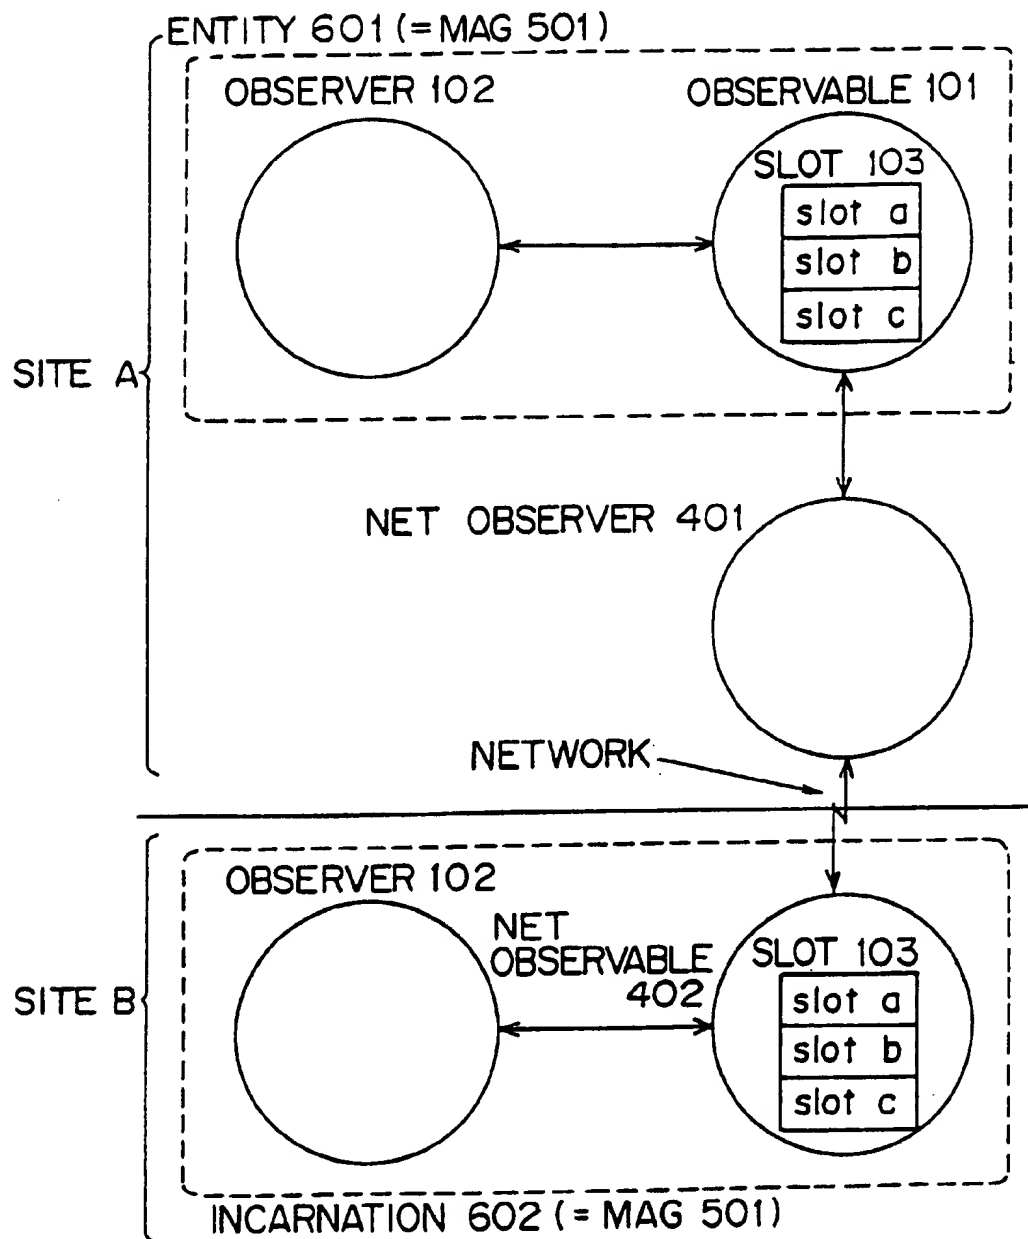 ENTITY 601 (= MAG 501)
OBSERVER 102
OBSERVABLE 101
SLOT 103
slot a
slot b
slot c
SITE A
NET OBSERVER 401
NETWORK
OBSERVER 102
NET
OBSERVABLE
402
SLOT 103
slot a
slot b
slot c
SITE B
INCARNATION 602 (= MAG 501)